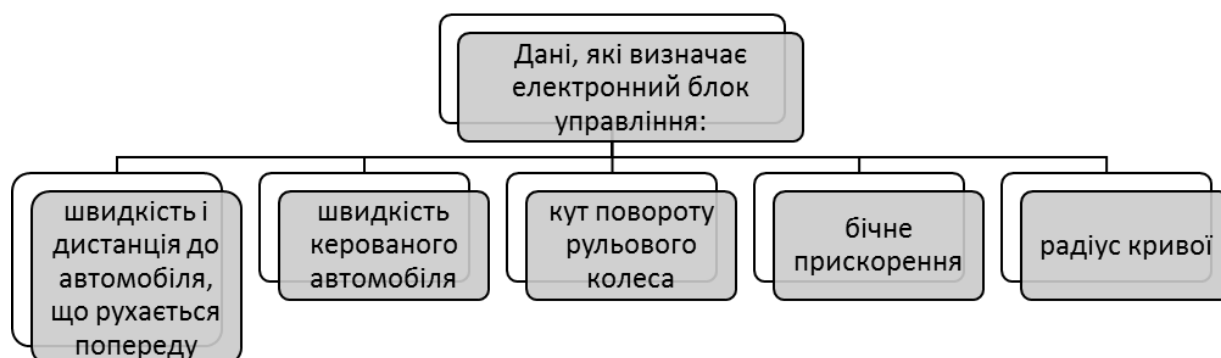 Дані, які визначає
електронний блок
управління:
швидкість і
дистанція до
автомобіля,
що рухається
попереду
швидкість
керованого
автомобіля
кут повороту
рульового
колеса
бічне
прискорення
радіус кривої